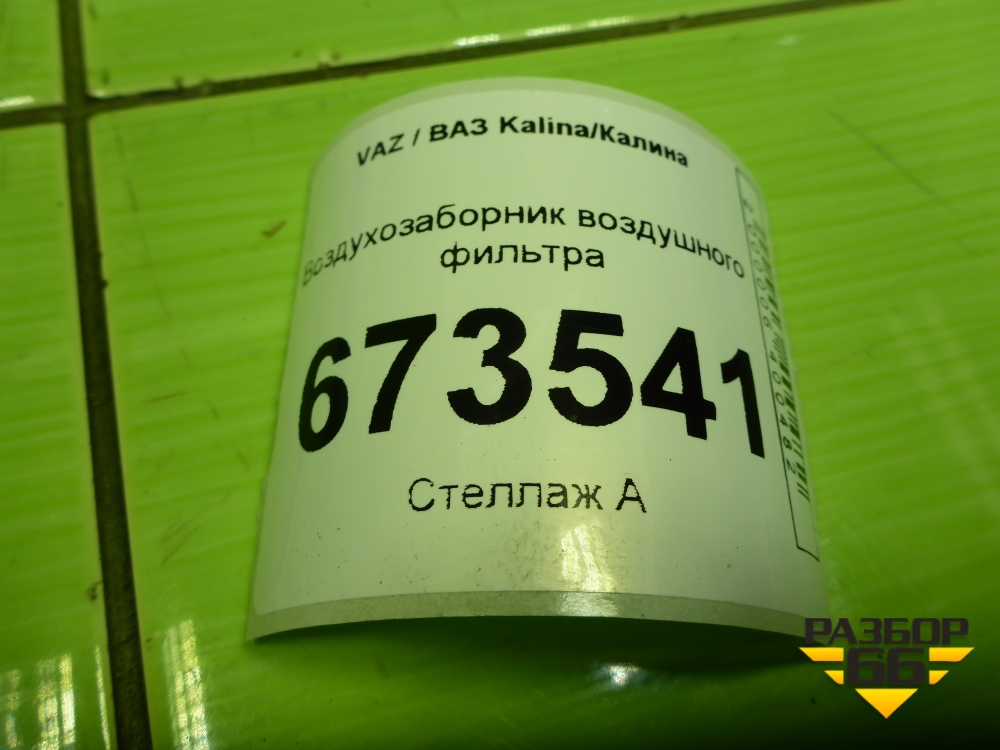 VAZ / ВАЗ Kalina/Калина
Воздухозаборник воздушного
фильтра
673541
Стеллаж А
РАЗБОР
66